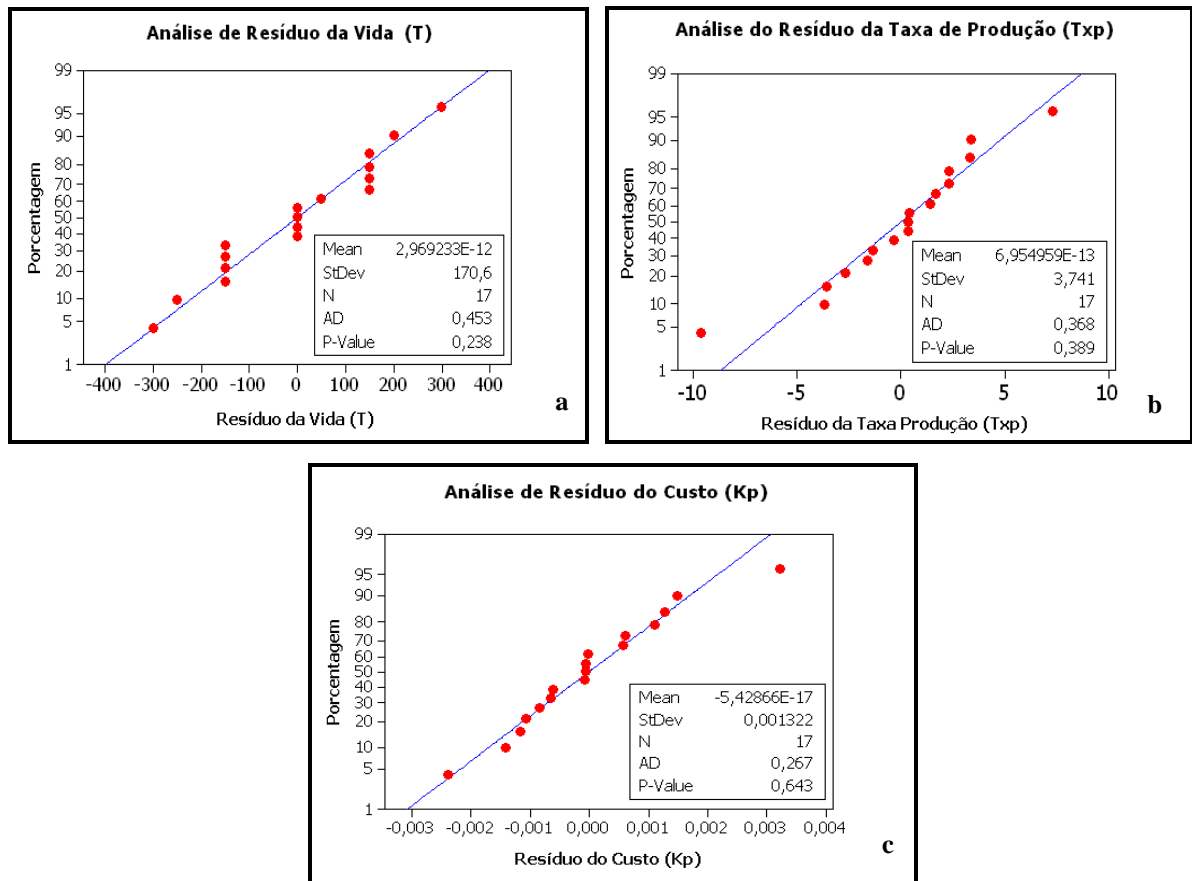 Análise de Resíduo da Vida (T)
99
95
90
80
70
60
50
40
30
20
10
5
1
Porcentagem
Mean 2,969233E-12
StDev 170,6
N 17
AD 0,453
P-Value 0,238
-400 -300 -200 -100 0 100 200 300 400
Resíduo da Vida (T)
a
Análise do Resíduo da Taxa de Produção (Txp)
99
95
90
80
70
60
50
40
30
20
10
5
1
Porcentagem
Mean 6,954959E-13
StDev 3,741
N 17
AD 0,368
P-Value 0,389
-10 -5 0 5 10
Resíduo da Taxa Produção (Txp)
b
Análise de Resíduo do Custo (Kp)
99
95
90
80
70
60
50
40
30
20
10
5
1
Porcentagem
Mean -5,42866E-17
StDev 0,001322
N 17
AD 0,267
P-Value 0,643
-0,003 -0,002 -0,001 0,000 0,001 0,002 0,003 0,004
Resíduo do Custo (Kp)
c